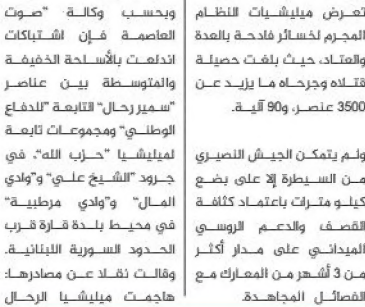 تعرض ميليشيات النظام
المجرم لخسائر فادحة بالعدة
والعتاد، حيث بلغت حصيلة
قتلاه وجرحاه ما يزيد عن
3500 عنصر، و90 آلية.
ولم يتمكن الجيش النصيري
من السيطرة إلا على بضع
كيلو مترات باعتماد كثافة
القصف والدعم الروسي
الميداني على مدار أكثر
من 3 أشهر من المعارك مع
الفصائل المجاهدة.
وبحسب وكالة "صوت
العاصمة فإن اشتباكات
اندلعت بالأسلحة الخفيفة
والمتوسطة بين عناصر
"سمير رحال" التابعة "للدفاع
الوطني" ومجموعات تابعة
لميليشيا "حزب الله"، في
جرود "الشيخ علي" و"وادي
المال" و"وادي مرطبية"
في محيط بلدة قارة قرب
الحدود السورية اللبنانية.
وقالت نقلا عن مصادرها:
هاجمت ميليشيا الرحال